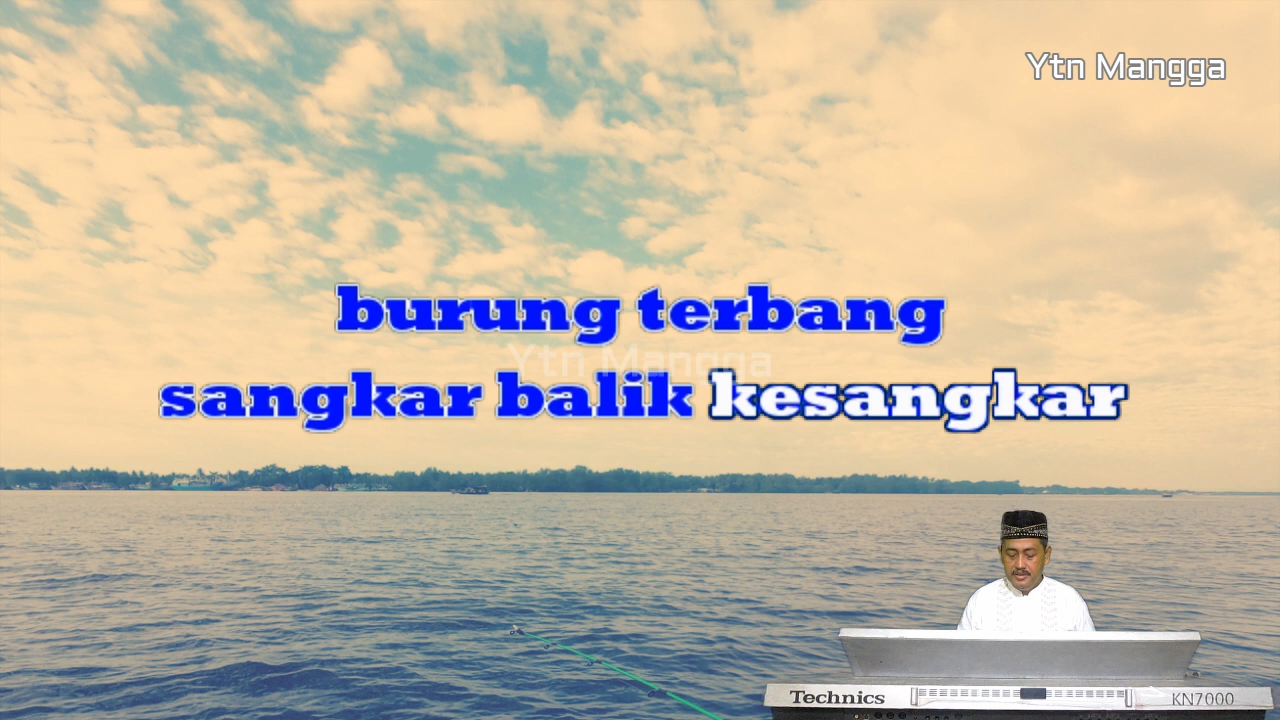 Ytn Mangga
burung terbang
Ytn Mangga
sangkar balik kesangkar
Technics
KN7000